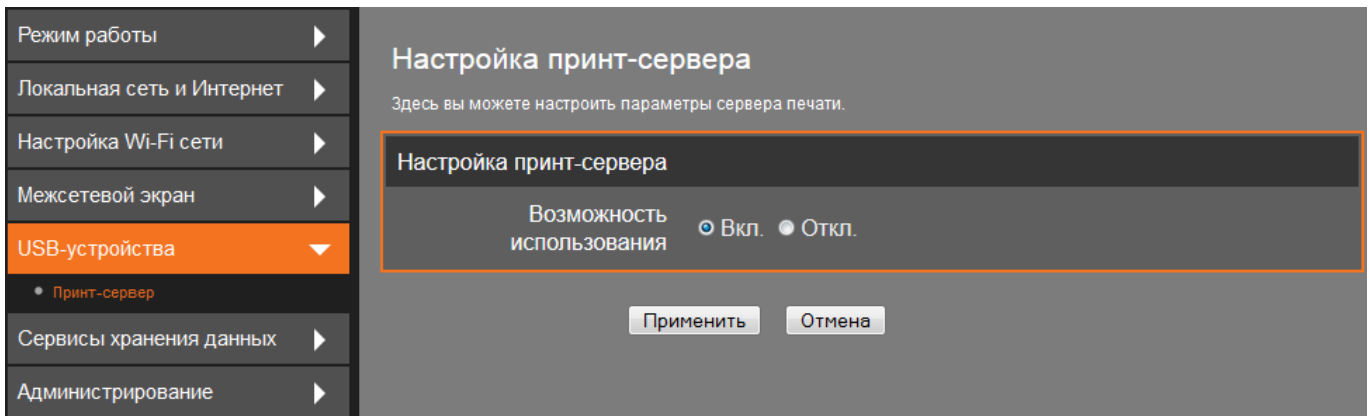 Режим работы
Локальная сеть и Интернет
Настройка Wi-Fi сети
Межсетевой экран
USB-устройства
Принт-сервер
Сервисы хранения данных
Администрирование
Настройка принт-сервера
Здесь вы можете настроить параметры сервера печати.
Настройка принт-сервера
Возможность
использования
Вкл. Откл.
Применить Отмена